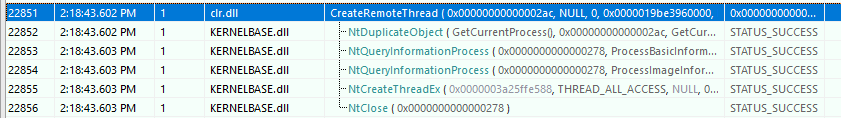 22851 2:18:43.602 PM 1 clr.dll CreateRemoteThread ( 0x00000000000002ac, NULL, 0, 0x0000019be3960000, 0x00000000000...
22852 2:18:43.602 PM 1 KERNELBASE.dll NtDuplicateObject ( GetCurrentProcess(), 0x00000000000002ac, GetCur... STATUS_SUCCESS
22853 2:18:43.603 PM 1 KERNELBASE.dll NtQueryInformationProcess ( 0x0000000000000278, ProcessBasicInfor... STATUS_SUCCESS
22854 2:18:43.603 PM 1 KERNELBASE.dll NtQueryInformationProcess ( 0x0000000000000278, ProcessImageInfor... STATUS_SUCCESS
22855 2:18:43.603 PM 1 KERNELBASE.dll NtCreateThreadEx ( 0x0000003a25ffe588, THREAD_ALL_ACCESS, NULL, 0... STATUS_SUCCESS
22856 2:18:43.603 PM 1 KERNELBASE.dll NtClose ( 0x0000000000000278 ) STATUS_SUCCESS